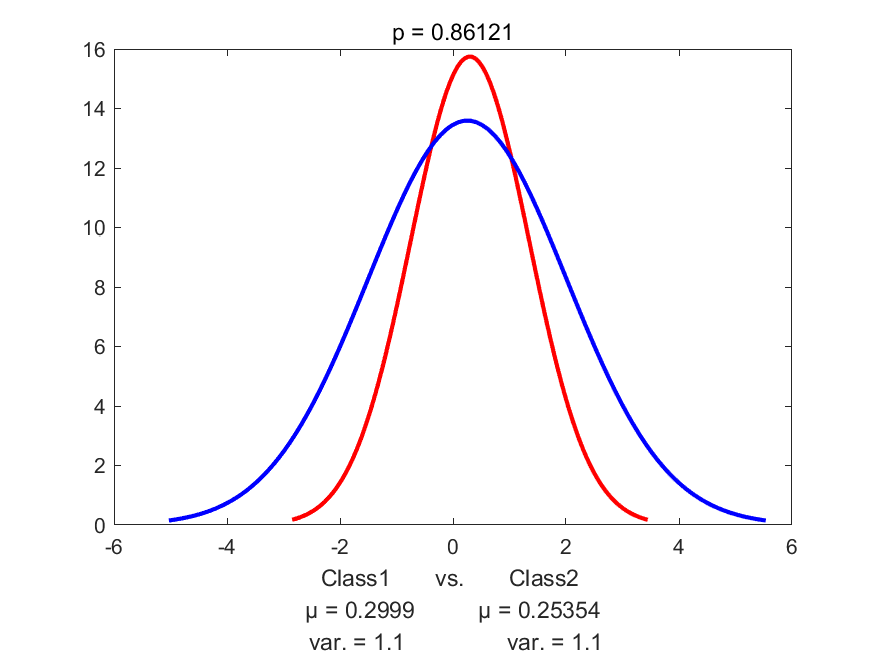 p = 0.86121
16
14
12
10
8
6
4
2
0
-6 -4 -2 0 2 4 6
Class1 vs. Class2
μ = 0.2999 μ = 0.25354
var. = 1.1 var. = 1.1